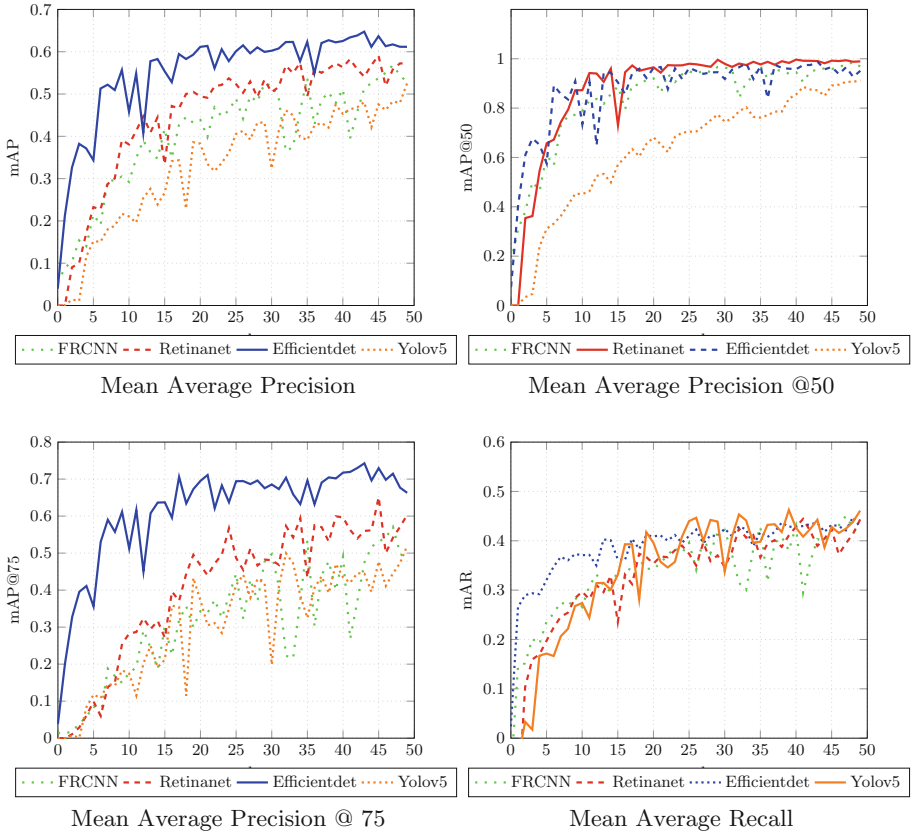 0.7
0.6
0.5
0.4
0.3
0.2
0.1
0
mAP
0 5 10 15 20 25 30 35 40 45 50
FRCNN Retinanet Efficientdet Yolov5
Mean Average Precision
1
0.8
0.6
0.4
0.2
0
mAP@50
0 5 10 15 20 25 30 35 40 45 50
FRCNN Retinanet Efficientdet Yolov5
Mean Average Precision @50
0.8
0.7
0.6
0.5
0.4
0.3
0.2
0.1
0
mAP@75
0 5 10 15 20 25 30 35 40 45 50
FRCNN Retinanet Efficientdet Yolov5
Mean Average Precision @ 75
0.6
0.5
0.4
0.3
0.2
0.1
0
mAR
0 5 10 15 20 25 30 35 40 45 50
FRCNN Retinanet Efficientdet Yolov5
Mean Average Recall